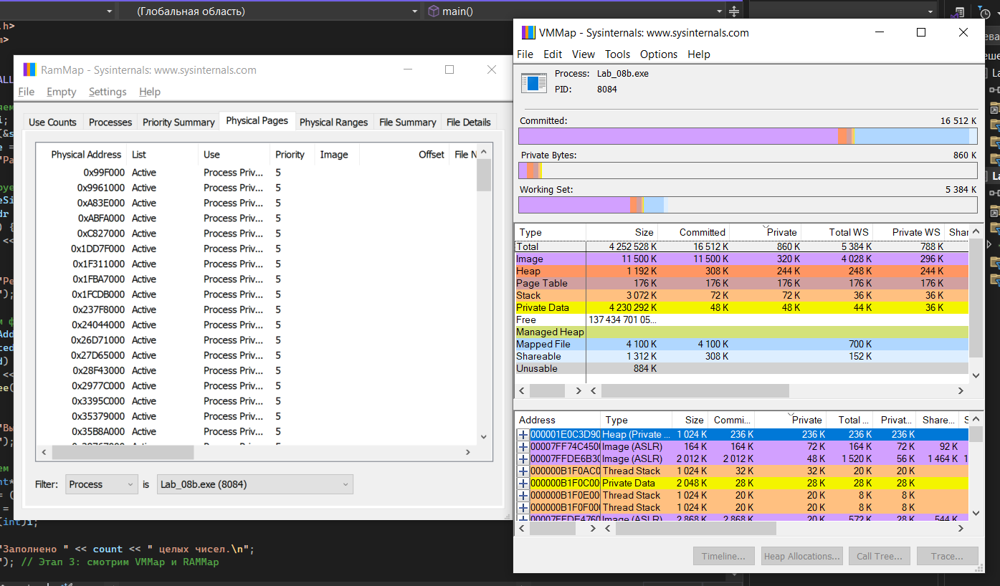 (Глобальная область)
main()
.h>
RamMap - Sysinternals: www.sysinternals.com
File Empty Settings Help
Use Counts Processes Priority Summary Physical Pages Physical Ranges File Summary File Details
Physical Address List Use Priority Image Offset File N
0x99F000 Active Process Priv... 5
0x9961000 Active Process Priv... 5
0xA83E000 Active Process Priv... 5
0xABFA000 Active Process Priv... 5
0xC827000 Active Process Priv... 5
0x1DD7F000 Active Process Priv... 5
0x1F311000 Active Process Priv... 5
0x1FBA7000 Active Process Priv... 5
0x1FCDB000 Active Process Priv... 5
0x237F8000 Active Process Priv... 5
0x24044000 Active Process Priv... 5
0x26D71000 Active Process Priv... 5
0x27D65000 Active Process Priv... 5
0x28F43000 Active Process Priv... 5
0x2977C000 Active Process Priv... 5
0x3395C000 Active Process Priv... 5
0x35379000 Active Process Priv... 5
0x35B8A000 Active Process Priv... 5
Filter: Process is Lab_08b.exe (8084)
(int)i;
"Заполнено " << count << " целых чисел.\n";
"); // Этап 3: смотрим VMMap и RAMMap
VMMap - Sysinternals: www.sysinternals.com
File Edit View Tools Options Help
Process: Lab_08b.exe
PID: 8084
Committed: 16 512 K
Private Bytes: 860 K
Working Set: 5 384 K
Type Size Committed Private Total WS Private WS Shar
Total 4 252 528 K 16 512 K 860 K 5 384 K 788 K
Image 11 500 K 11 500 K 320 K 4 028 K 296 K
Heap 1 192 K 308 K 244 K 248 K 244 K
Page Table 176 K 176 K 176 K 176 K 176 K
Stack 3 072 K 72 K 72 K 36 K 36 K
Private Data 4 230 292 K 48 K 48 K 44 K 36 K
Free 137 434 701 05...
Managed Heap
Mapped File 4 100 K 4 100 K 700 K
Shareable 1 312 K 308 K 152 K
Unusable 884 K
Address Type Size Commi... Private Total ... Privat... Share... S
000001E0C3D90 Heap (Private ... 1 024 K 236 K 236 K 236 K 236 K
00007FF74C450 Image (ASLR) 164 K 164 K 72 K 164 K 72 K 92 K
00007FFDE6B30 Image (ASLR) 2 012 K 2 012 K 48 K 1 520 K 56 K 1 464 K 1
000000B1F0AC0 Thread Stack 1 024 K 32 K 32 K 20 K 20 K
000000B1F0C00 Private Data 2 048 K 28 K 28 K 28 K 28 K
000000B1F0E00 Thread Stack 1 024 K 20 K 20 K 8 K 8 K
000000B1F0F00 Thread Stack 1 024 K 20 K 20 K 8 K 8 K
00007FFDE4760 Image (ASLR) 2 868 K 2 868 K 20 K 572 K 28 K 544 K
Timeline... Heap Allocations... Call Tree... Trace...